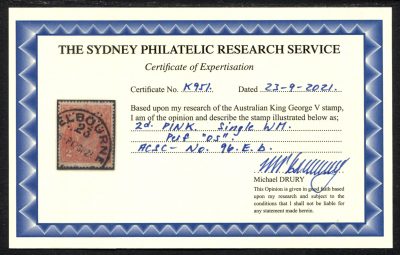 THE SYDNEY PHILATELIC RESEARCH SERVICE
Certificate of Expertisation
Certificate No. K951. Dated 23-9-2021.
Based upon my research of the Australian King George V stamp,
I am of the opinion and describe the stamp illustrated below as;
2d. PINK. Single WM.
Perf "OS".
ACSC- No. 96.E.b.
ELBOURNE
23
Michael DRURY
This Opinion is given in good faith based
upon my research and subject to the
conditions that I shall not be liable for
any statement made herein.